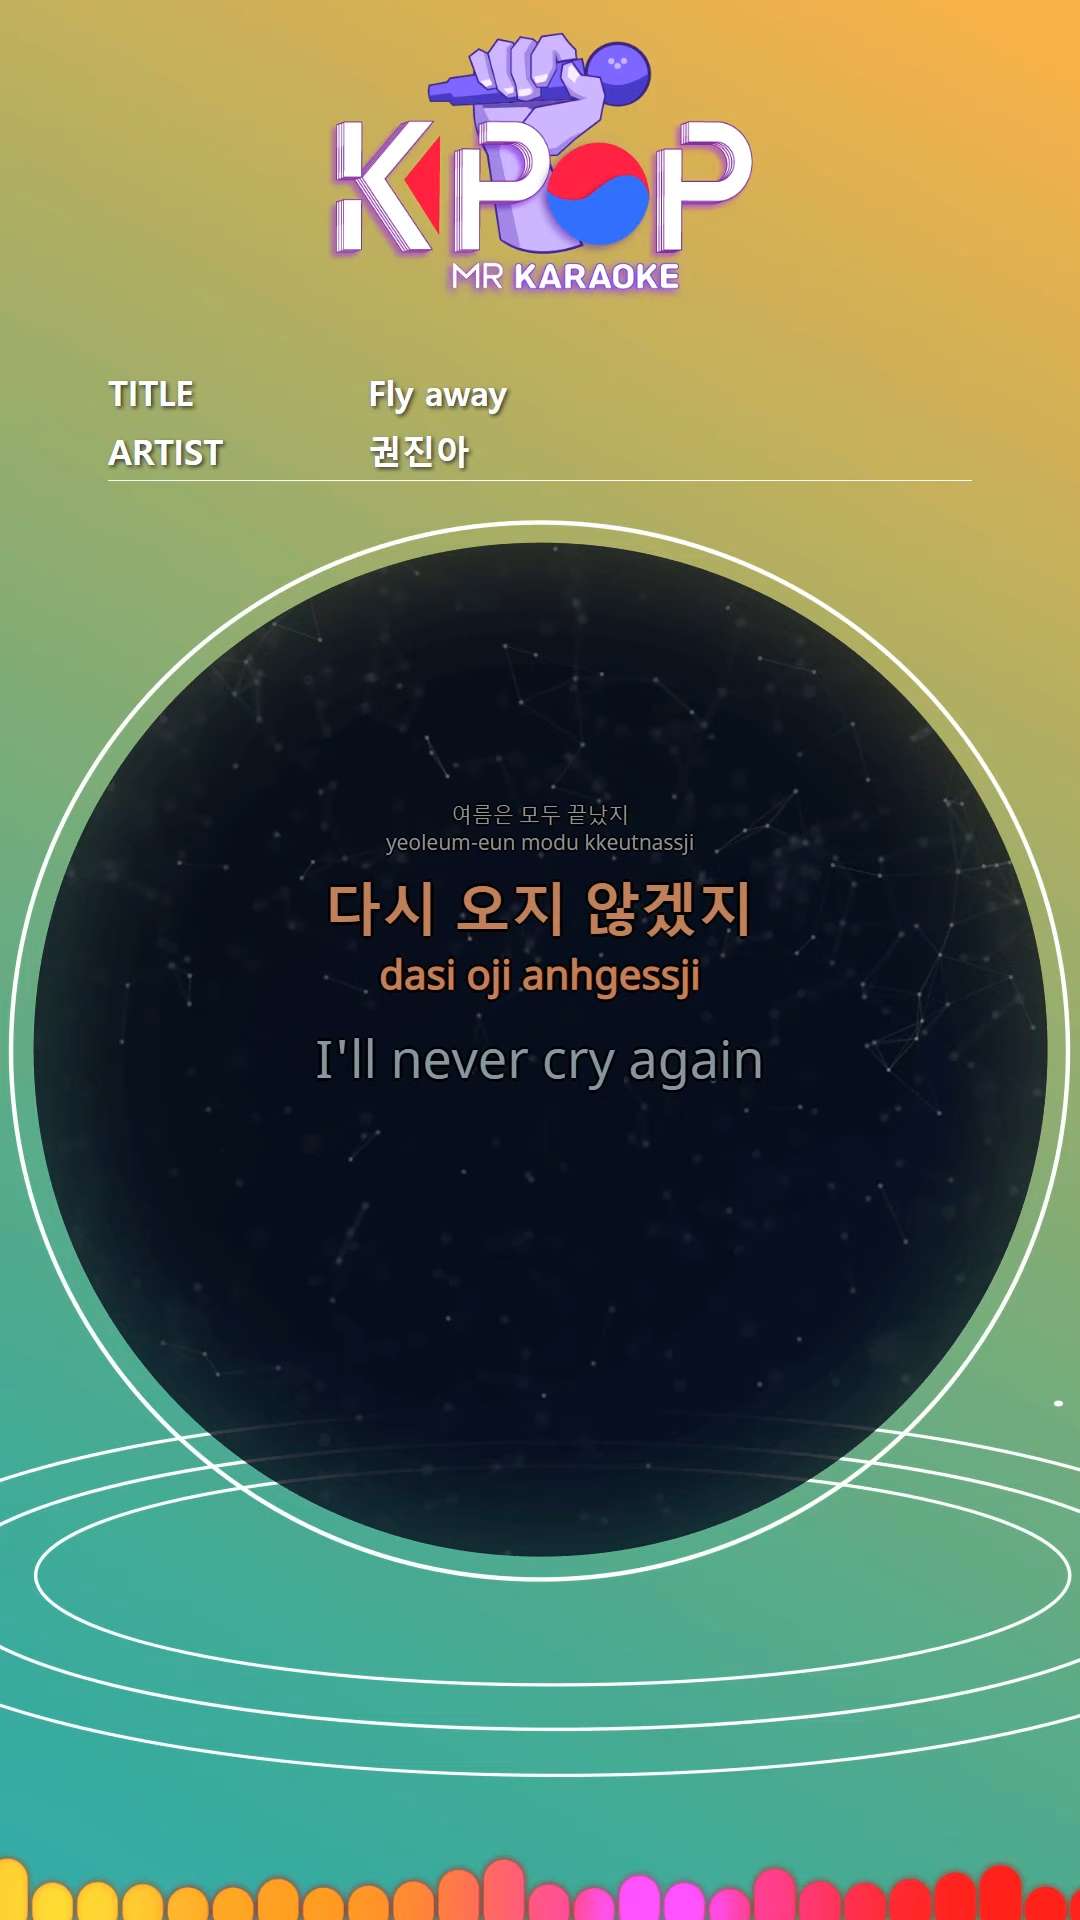 KPOP
MR KARAOKE
TITLE Fly away
ARTIST 권진아
여름은 모두 끝났지
yeoleum-eun modu kkeutnassji
다시 오지 않겠지
dasi oji anhgessji
I'll never cry again